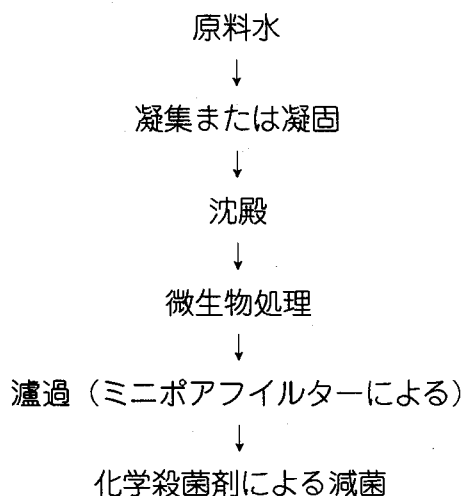 原料水
↓
凝集または凝固
↓
沈殿
↓
微生物処理
↓
濾過（ミニポアフイルターによる）
↓
化学殺菌剤による減菌